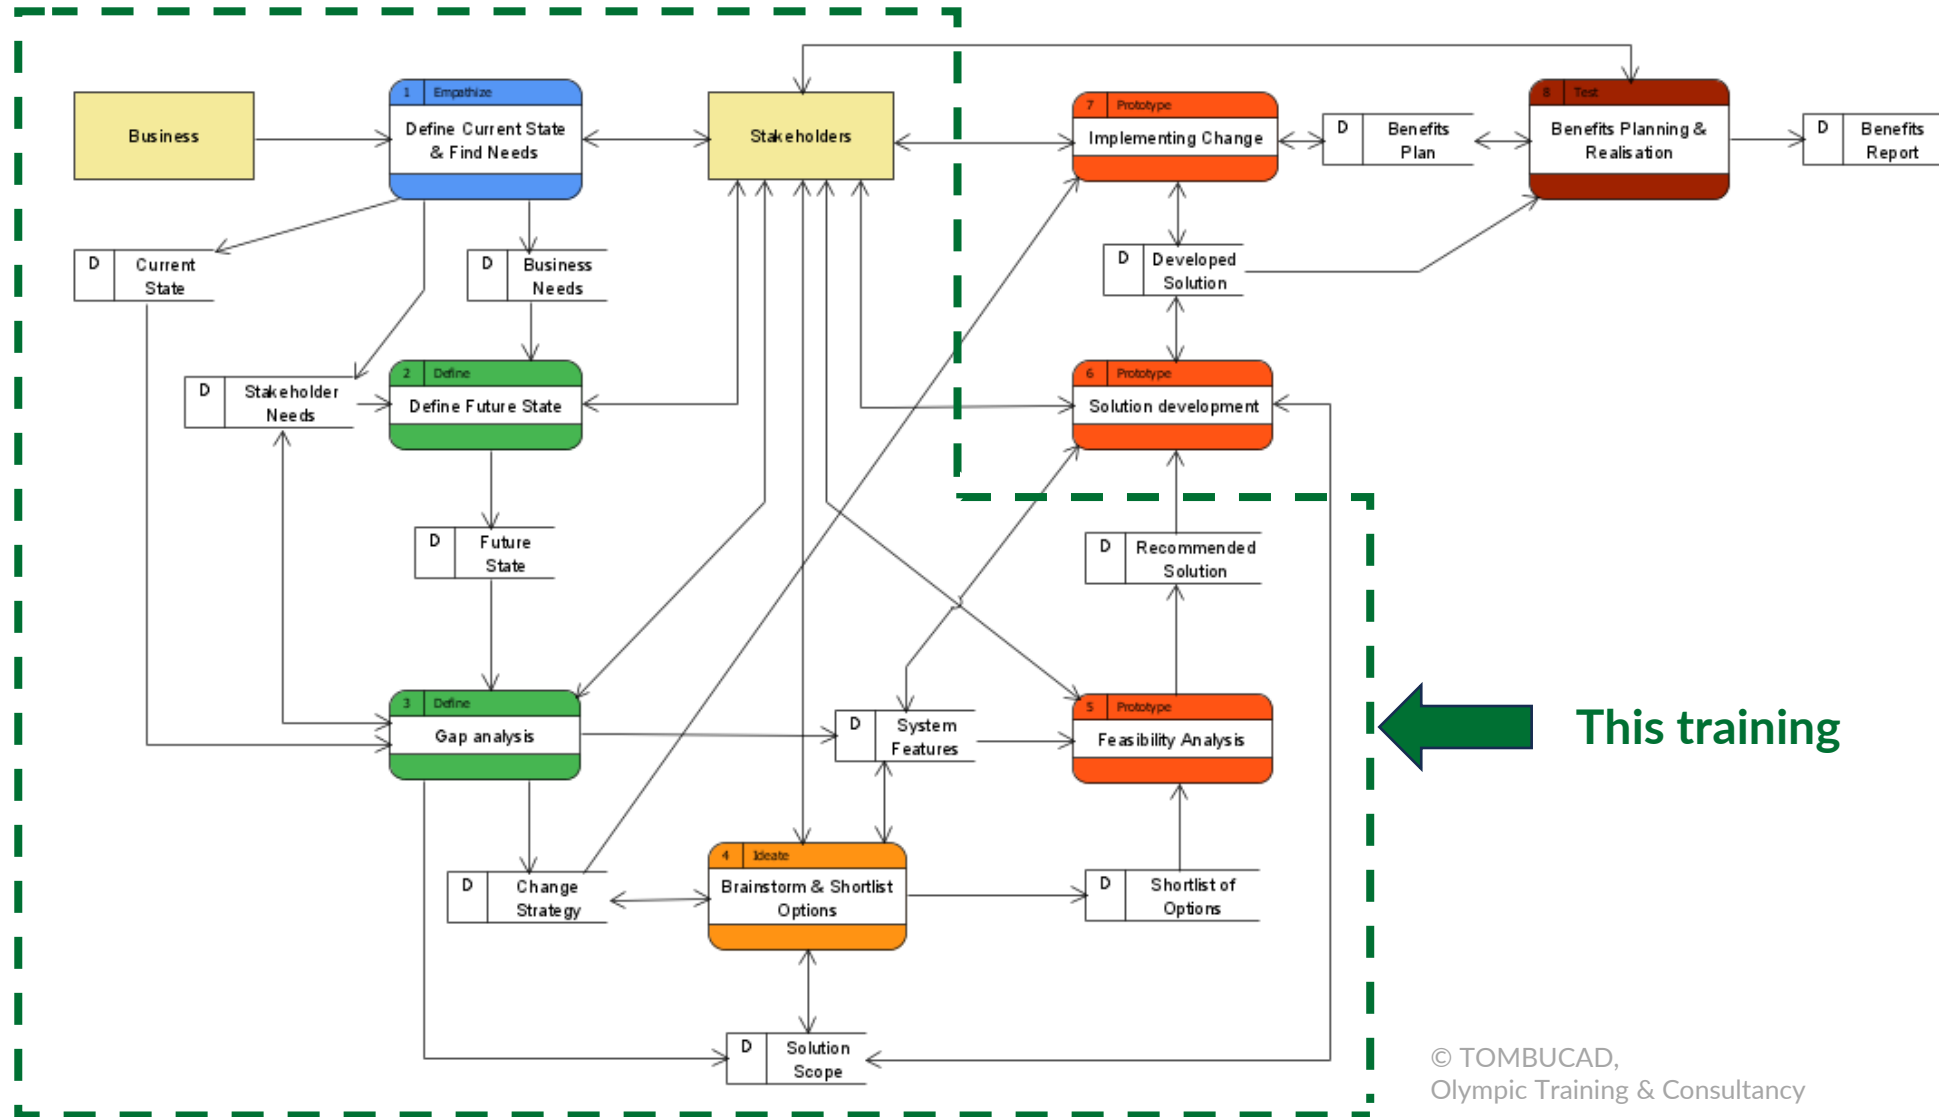 Business
1 Empathize
Define Current State
& Find Needs
Stakeholders
7 Prototype
Implementing Change
D Benefits
Plan
8 Test
Benefits Planning &
Realisation
D Benefits
Report
D Current
State
D Business
Needs
D Developed
Solution
D Stakeholder
Needs
2 Define
Define Future State
6 Prototype
Solution development
D Future
State
D Recommended
Solution
3 Define
Gap analysis
D System
Features
5 Prototype
Feasibility Analysis
This training
D Change
Strategy
4 Ideate
Brainstorm & Shortlist
Options
D Shortlist of
Options
D Solution
Scope
© TOMBUCAD,
Olympic Training & Consultancy